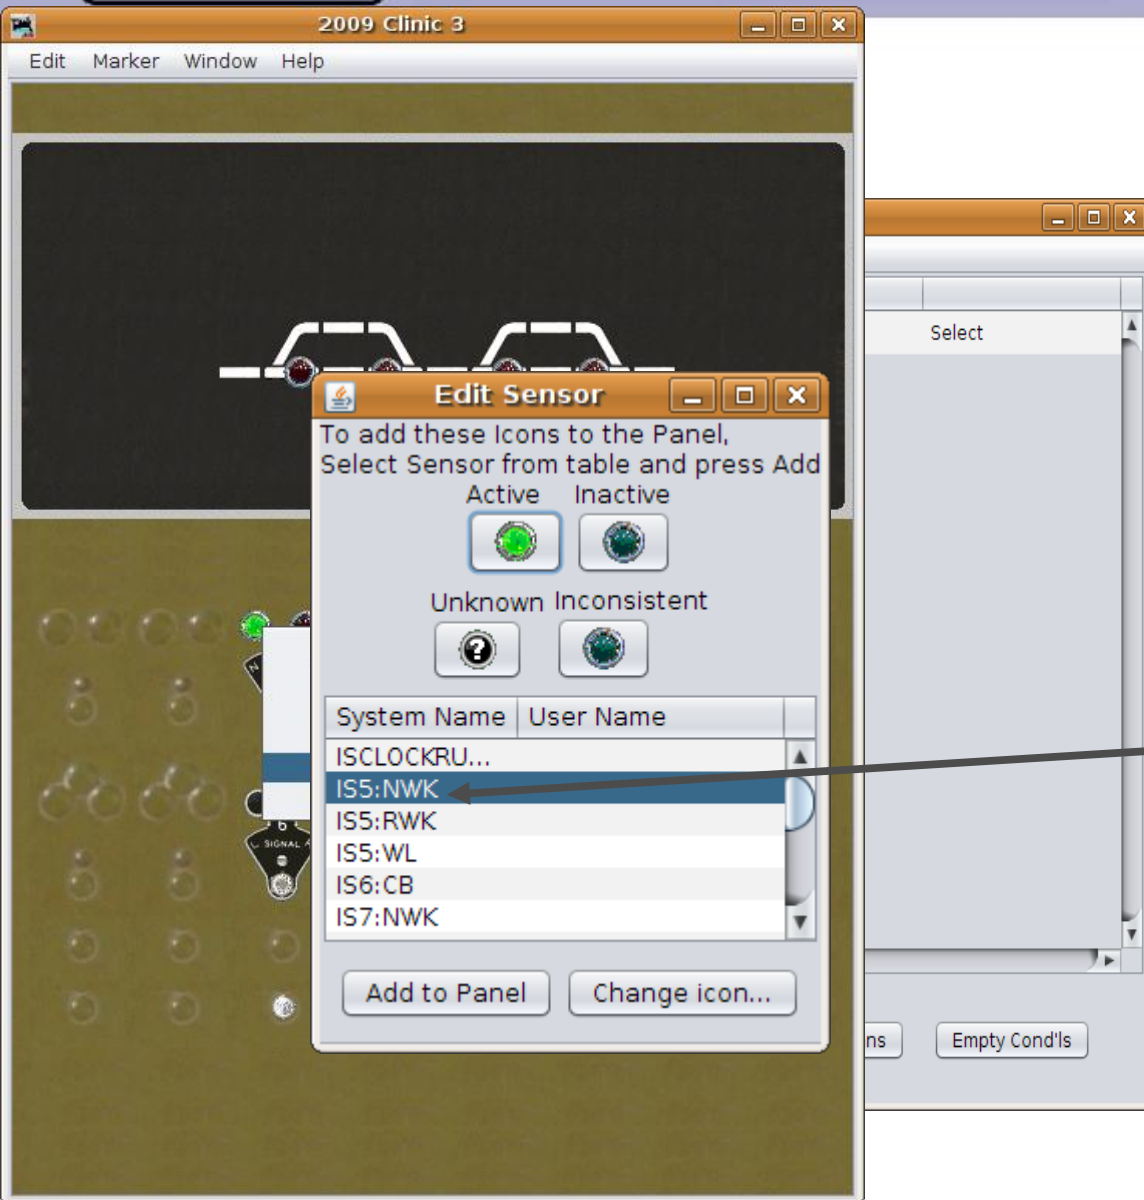 2009 Clinic 3
Edit Marker Window Help
Select
Edit Sensor
To add these Icons to the Panel,
Select Sensor from table and press Add
Active Inactive
Unknown Inconsistent
?
System Name User Name
ISCLOCKRU...
IS5:NWK
IS5:RWK
IS5:WL
IS6:CB
IS7:NWK
N
6
L SIGNAL
Add to Panel Change icon...
ns Empty Cond'ls